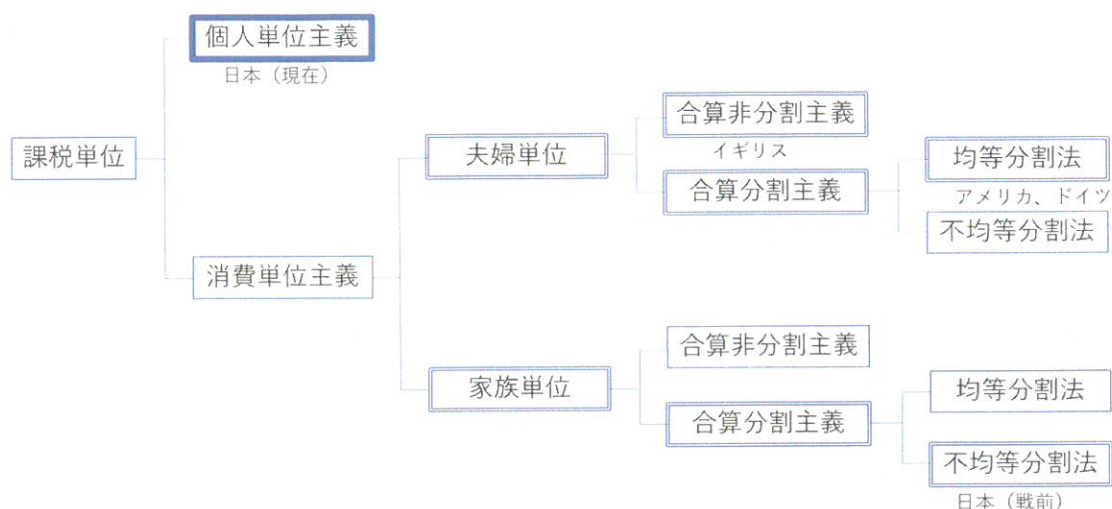 個人単位主義
日本（現在）
課税単位
消費単位主義
夫婦単位
合算非分割主義
イギリス
合算分割主義
均等分割法
アメリカ、ドイツ
不均等分割法
家族単位
合算非分割主義
合算分割主義
均等分割法
不均等分割法
日本（戦前）